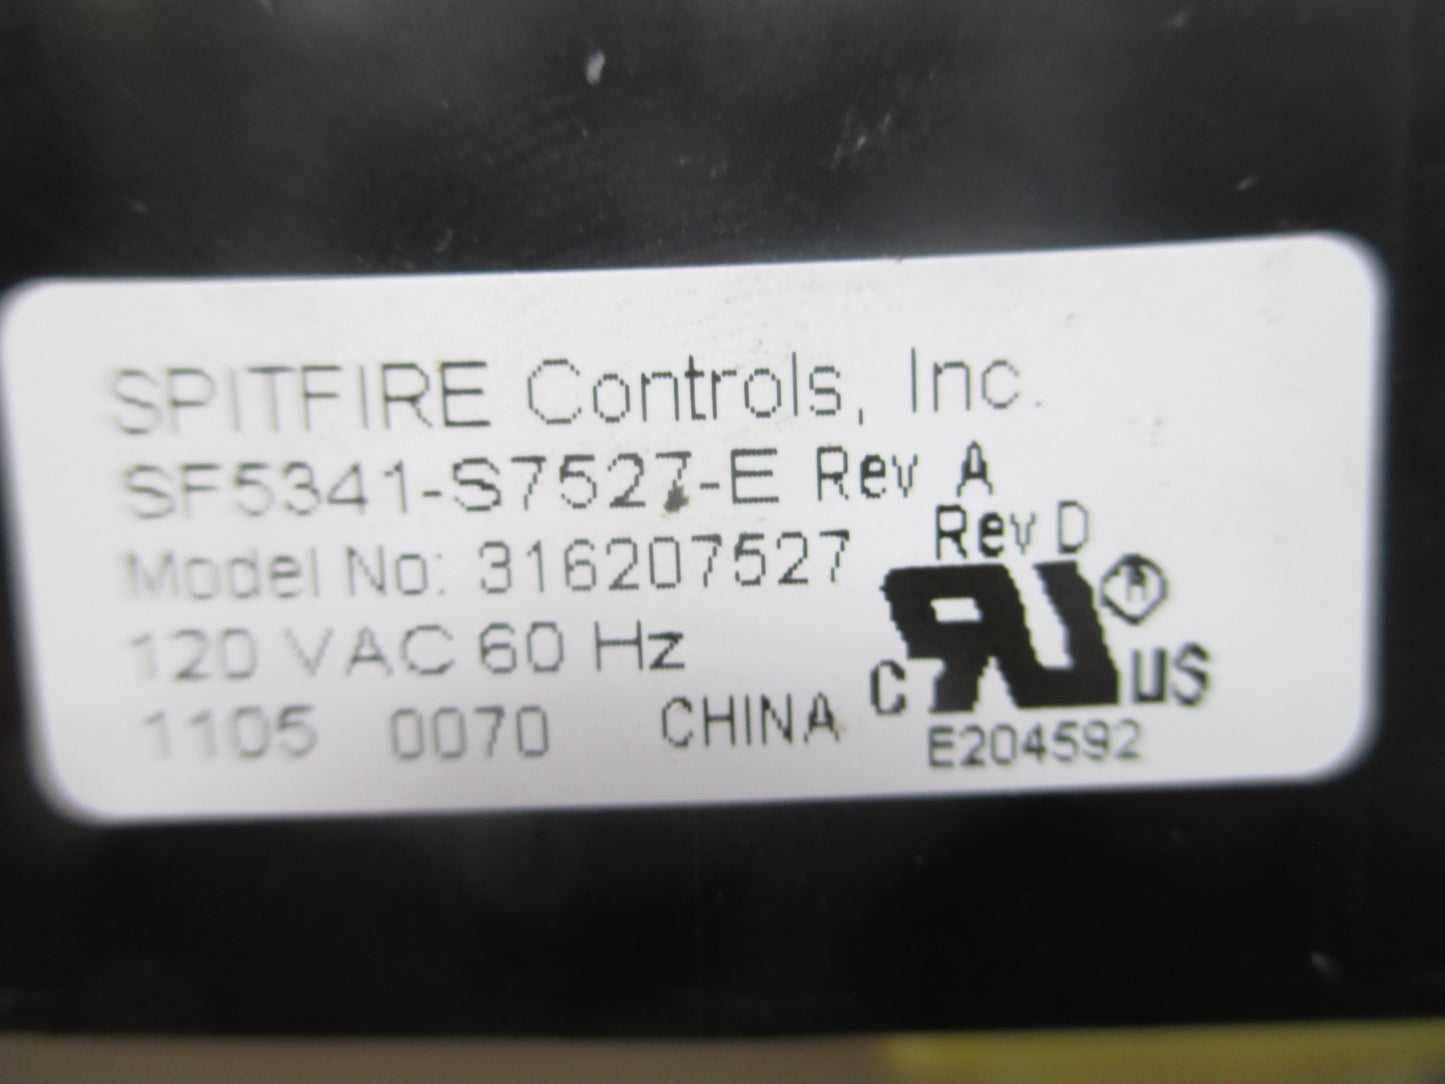 SPITFIRE Controls, Inc.
SF5341-S7527-E Rev A
Rev D
Model No: 316207527
120 VAC 60 Hz
1105 0070 CHINA
C RU US ®
E204592